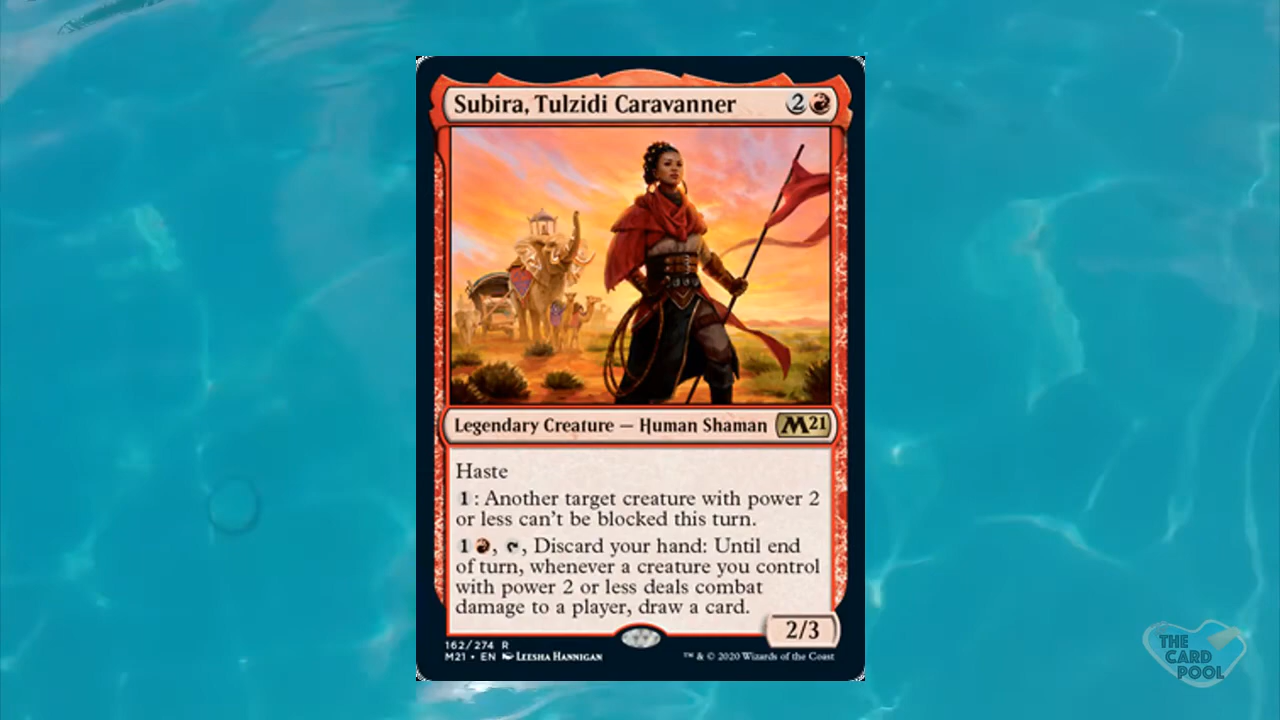 Subira, Tulzidi Caravanner 2
Legendary Creature — Human Shaman M21
Haste
1: Another target creature with power 2
or less can't be blocked this turn.
1 , , Discard your hand: Until end
of turn, whenever a creature you control
with power 2 or less deals combat
damage to a player, draw a card.
2/3
162/274 R
M21 • EN Leesha Hannigan
™ & © 2020 Wizards of the Coast
THE
CARD
POOL